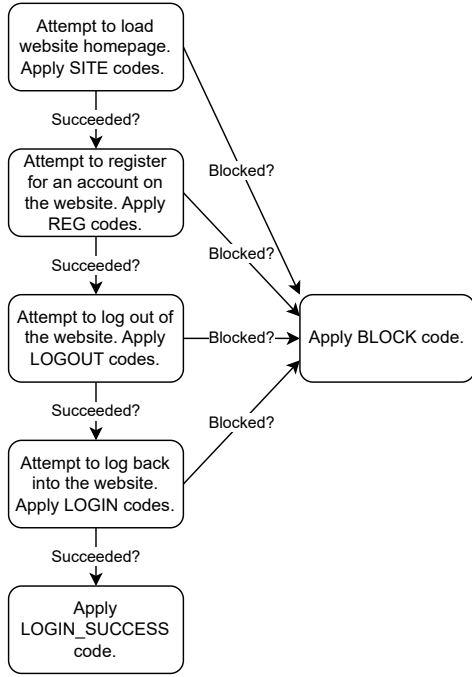 Attempt to load
website homepage.
Apply SITE codes.
Succeeded?
Blocked?
Attempt to register
for an account on
the website. Apply
REG codes.
Blocked?
Succeeded?
Attempt to log out of
the website. Apply
LOGOUT codes.
Blocked?
Apply BLOCK code.
Succeeded?
Blocked?
Attempt to log back
into the website.
Apply LOGIN codes.
Succeeded?
Apply
LOGIN_SUCCESS
code.